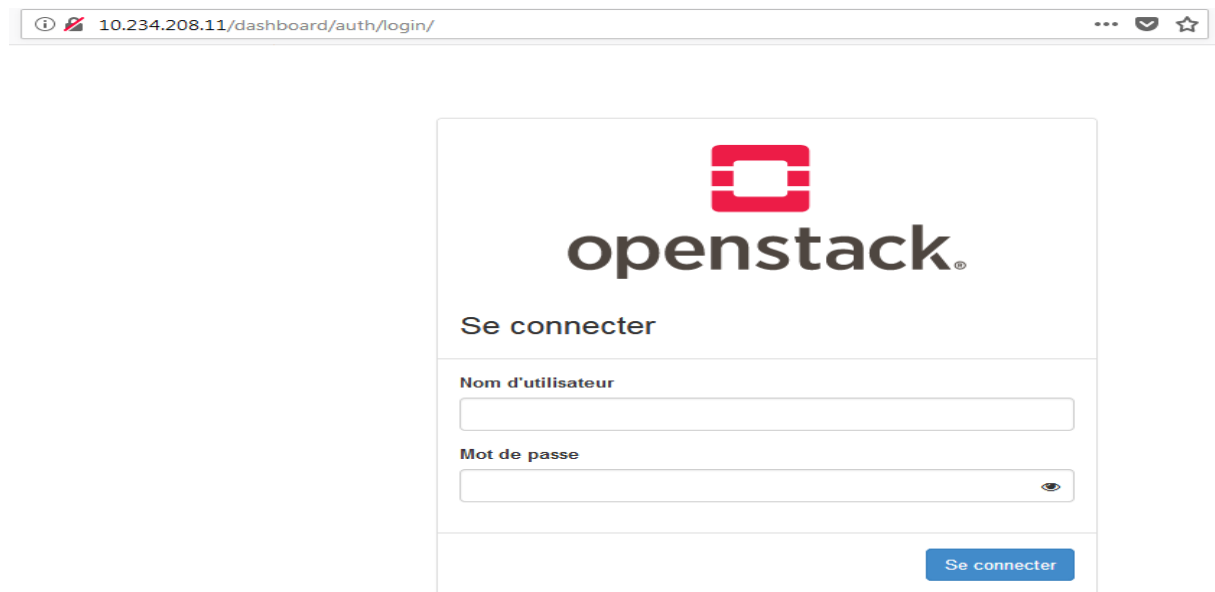 10.234.208.11/dashboard/auth/login/
openstack.®
Se connecter
Nom d'utilisateur
Mot de passe
Se connecter